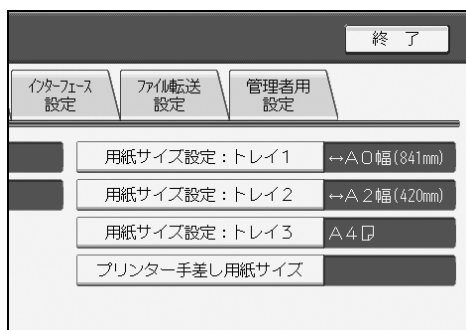 終 了
インターフェース
設定
ファイル転送
設定
管理者用
設定
用紙サイズ設定：トレイ1 ↔A0幅(841mm)
用紙サイズ設定：トレイ2 ↔A2幅(420mm)
用紙サイズ設定：トレイ3 A4
プリンター手差し用紙サイズ